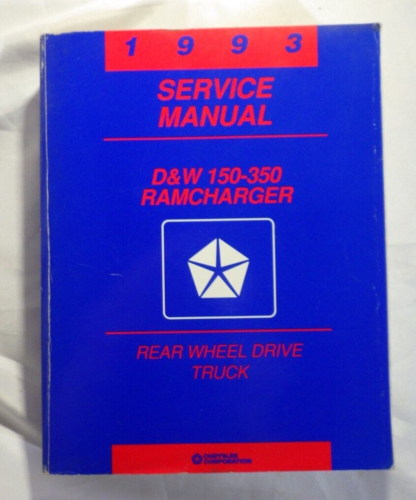 1 9 9 3
SERVICE
MANUAL
D&W 150-350
RAMCHARGER
REAR WHEEL DRIVE
TRUCK
CHRYSLER
CORPORATION